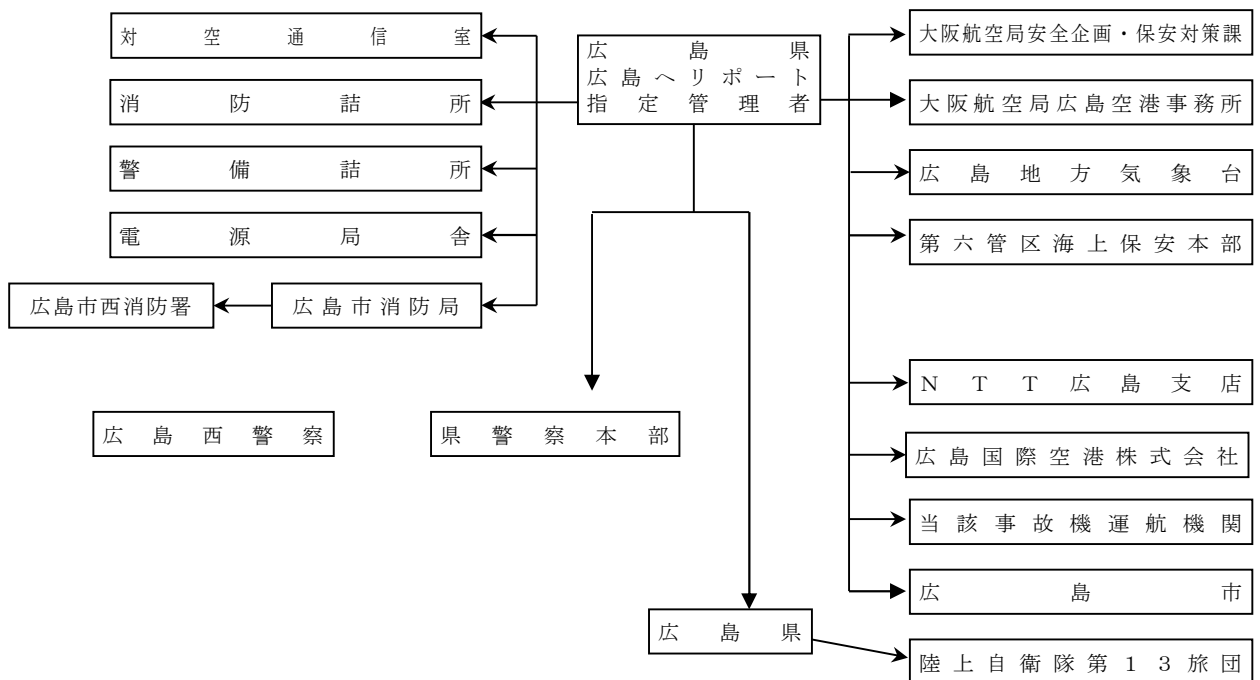 対空通信室
消防詰所
警備詰所
電源局舎
広島市西消防署
広島市消防局
広島西警察
県警察本部
広島県
広島ヘリポート
指定管理者
広島県
大阪航空局安全企画・保安対策課
大阪航空局広島空港事務所
広島地方気象台
第六管区海上保安本部
ＮＴＴ広島支店
広島国際空港株式会社
当該事故機運航機関
広島市
陸上自衛隊第１３旅団